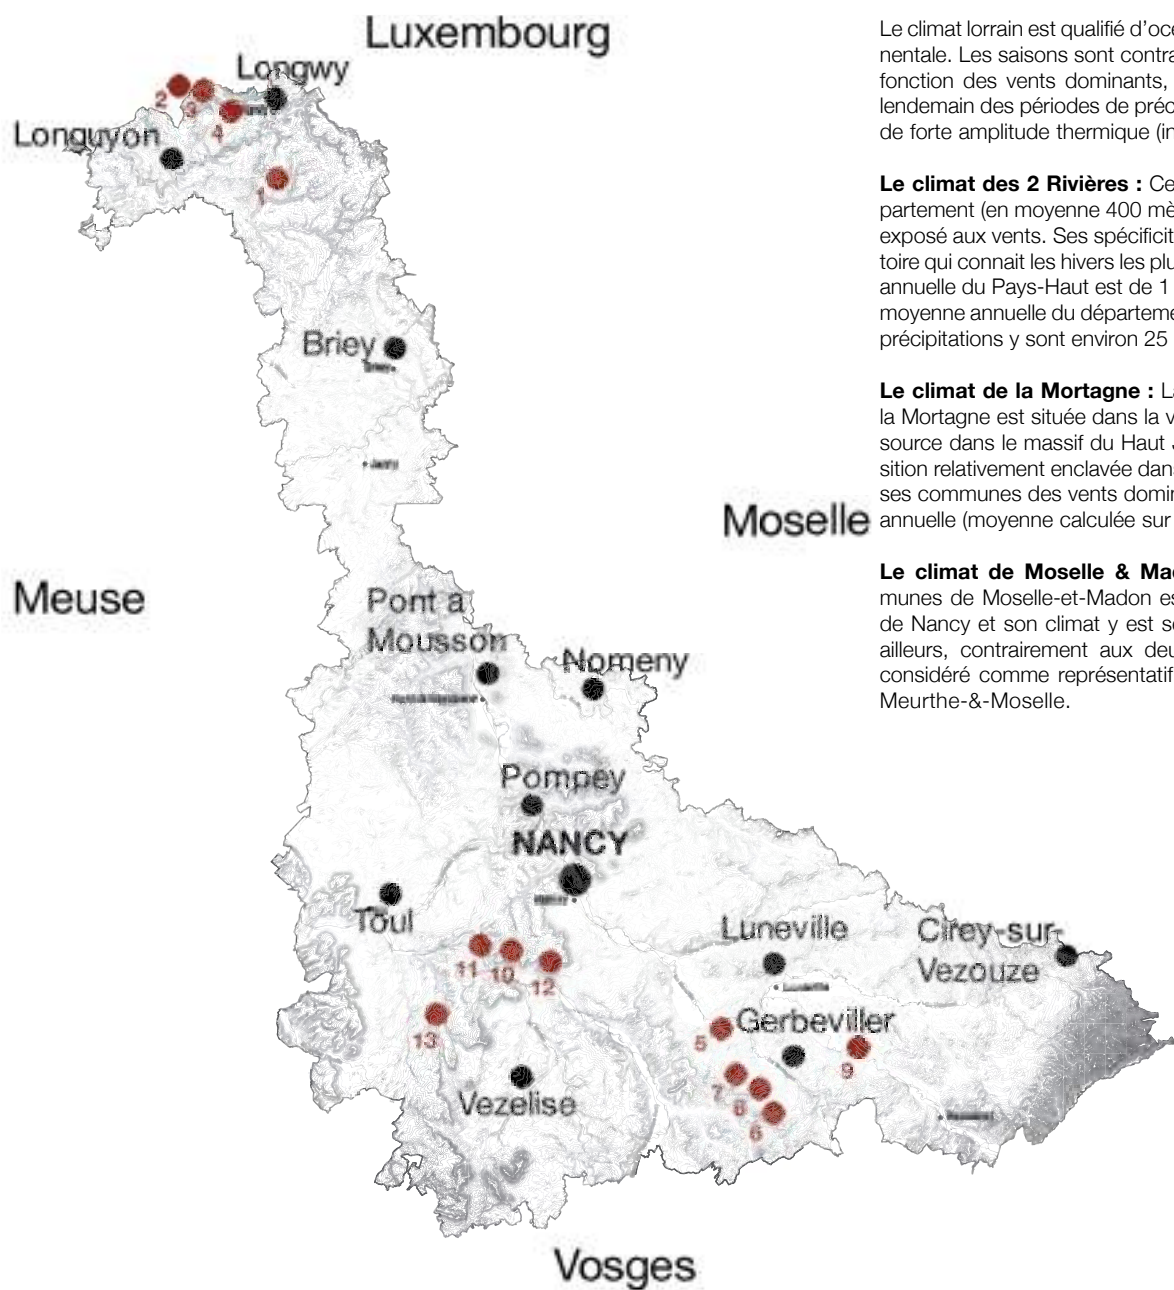 Luxembourg
Longwy
2
3
4
Longuyon
1
Briey
Meuse
Moselle
Pont a
Mousson
Nomeny
Pompey
NANCY
Toul
Luneville
Cirey-sur-
Vezouze
11
10
12
13
Gerbeviller
5
9
7
8
6
Vezelise
Vosges
Le climat lorrain est qualifié d'océ
nentale. Les saisons sont contra
fonction des vents dominants,
lendemain des périodes de préc
de forte amplitude thermique (in
Le climat des 2 Rivières : Ce
partement (en moyenne 400 mè
exposé aux vents. Ses spécificit
toire qui connait les hivers les plu
annuelle du Pays-Haut est de 1
moyenne annuelle du départeme
précipitations y sont environ 25
Le climat de la Mortagne : La
la Mortagne est située dans la v
source dans le massif du Haut J
sition relativement enclavée dans
ses communes des vents domin
annuelle (moyenne calculée sur
Le climat de Moselle & Mad
munes de Moselle-et-Madon es
de Nancy et son climat y est se
ailleurs, contrairement aux deu
considéré comme représentatif
Meurthe-&-Moselle.